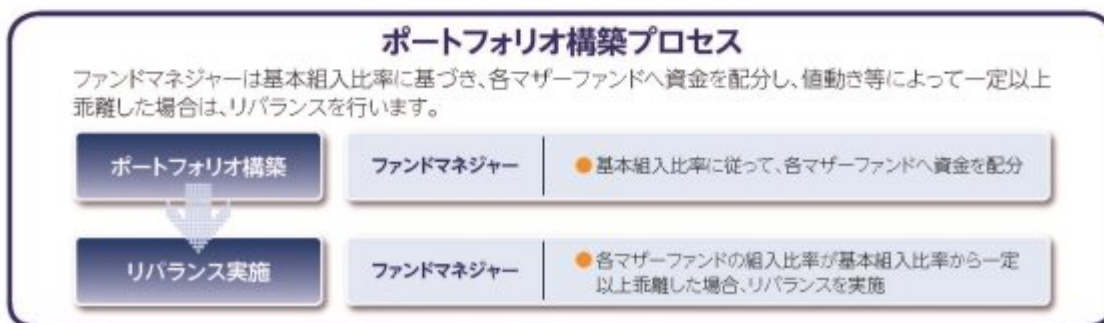 ポートフォリオ構築プロセス
ファンドマネジャーは基本組入比率に基づき、各マザーファンドへ資金を配分し、値動き等によって一定以上
乖離した場合は、リバランスを行います。
ポートフォリオ構築
ファンドマネジャー
●基本組入比率に従って、各マザーファンドへ資金を配分
リバランス実施
ファンドマネジャー
●各マザーファンドの組入比率が基本組入比率から一定
以上乖離した場合、リバランスを実施